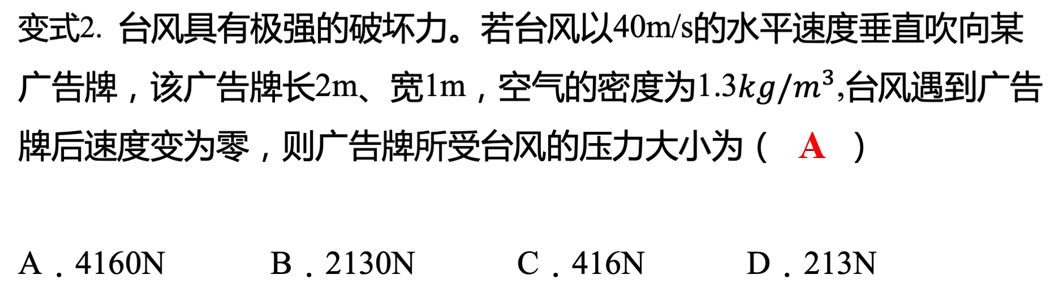 变式2. 台风具有极强的破坏力。若台风以40m/s的水平速度垂直吹向某
广告牌，该广告牌长2m、宽1m，空气的密度为1.3kg/m³,台风遇到广告
牌后速度变为零，则广告牌所受台风的压力大小为（ A ）
A．4160N B．2130N C．416N D．213N